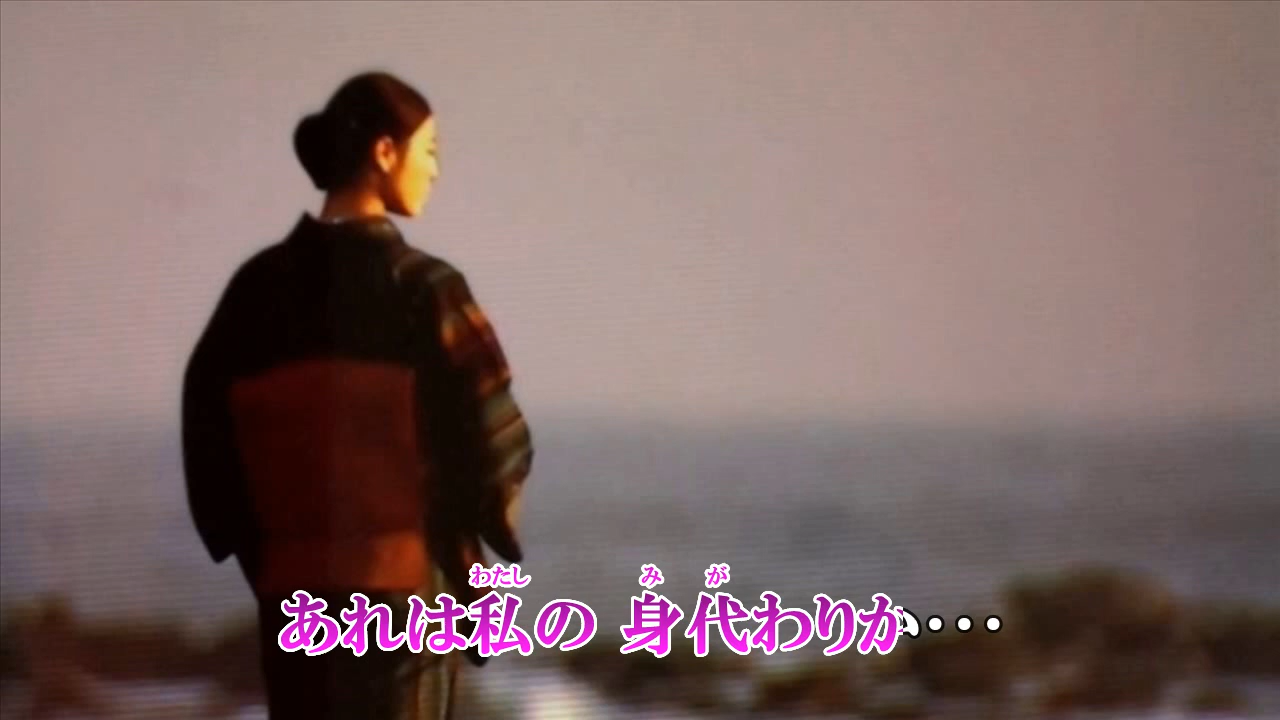 わたし み が
あれは私の 身代わりか・・・